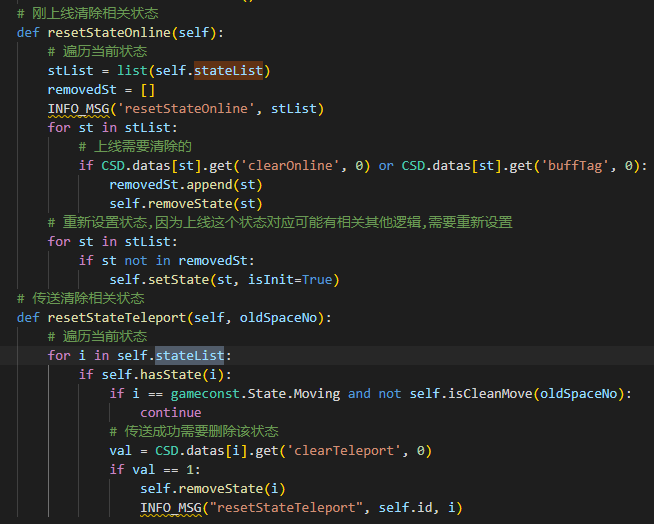 # 刚上线清除相关状态
def resetStateOnline(self):
    # 遍历当前状态
    stList = list(self.stateList)
    removedSt = []
    INFO_MSG('resetStateOnline', stList)
    for st in stList:
        # 上线需要清除的
        if CSD.datas[st].get('clearOnline', 0) or CSD.datas[st].get('buffTag', 0):
            removedSt.append(st)
            self.removeState(st)
    # 重新设置状态,因为上线这个状态对应可能有相关其他逻辑,需要重新设置
    for st in stList:
        if st not in removedSt:
            self.setState(st, isInit=True)
# 传送清除相关状态
def resetStateTeleport(self, oldSpaceNo):
    # 遍历当前状态
    for i in self.stateList:
        if self.hasState(i):
            if i == gameconst.State.Moving and not self.isCleanMove(oldSpaceNo):
                continue
            # 传送成功需要删除该状态
            val = CSD.datas[i].get('clearTeleport', 0)
            if val == 1:
                self.removeState(i)
                INFO_MSG("resetStateTeleport", self.id, i)